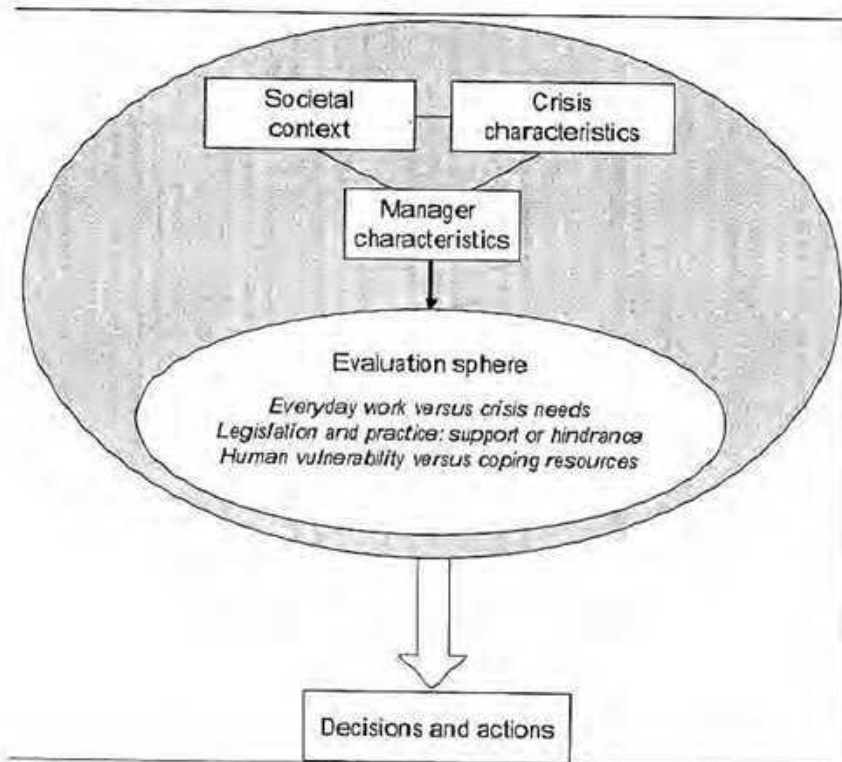 Societal
context
Crisis
characteristics
Manager
characteristics
Evaluation sphere
Everyday work versus crisis needs
Legislation and practice: support or hindrance
Human vulnerability versus coping resources
Decisions and actions